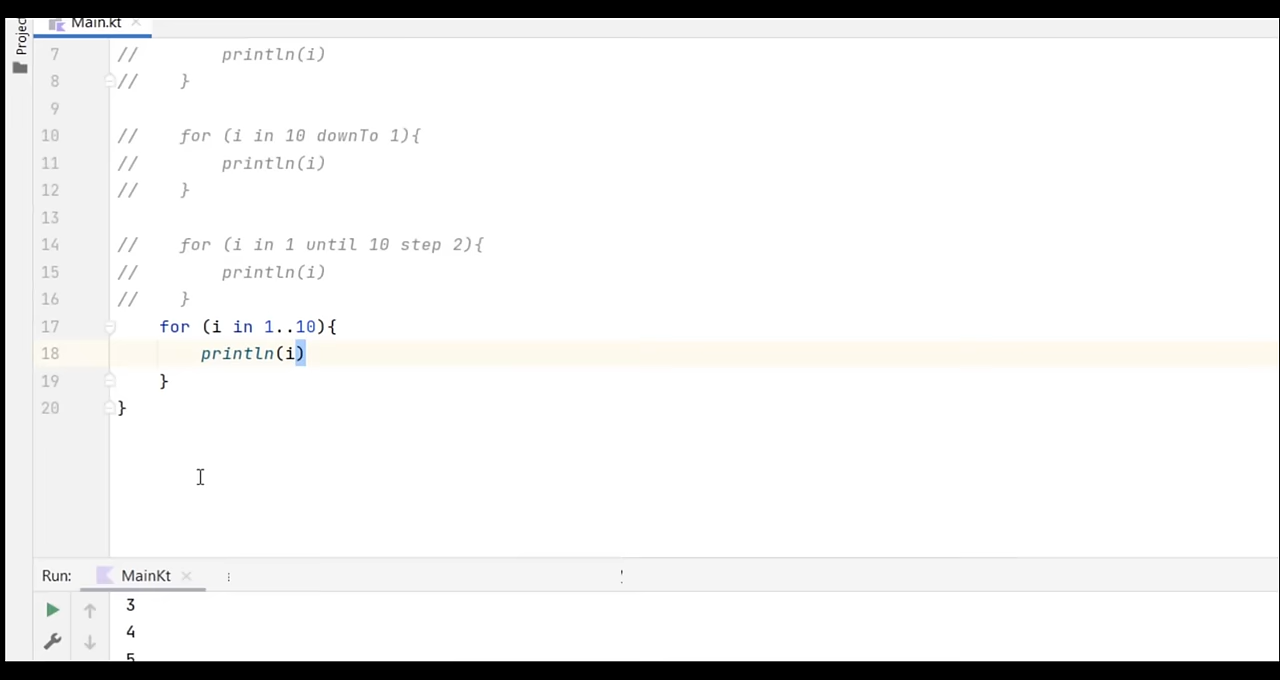 Main.kt
Projec
7 // println(i)
8 // }
9
10 // for (i in 10 downTo 1){
11 // println(i)
12 // }
13
14 // for (i in 1 until 10 step 2){
15 // println(i)
16 // }
17 for (i in 1..10){
18 println(i)
19 }
20 }
Run: MainKt
3
4
5